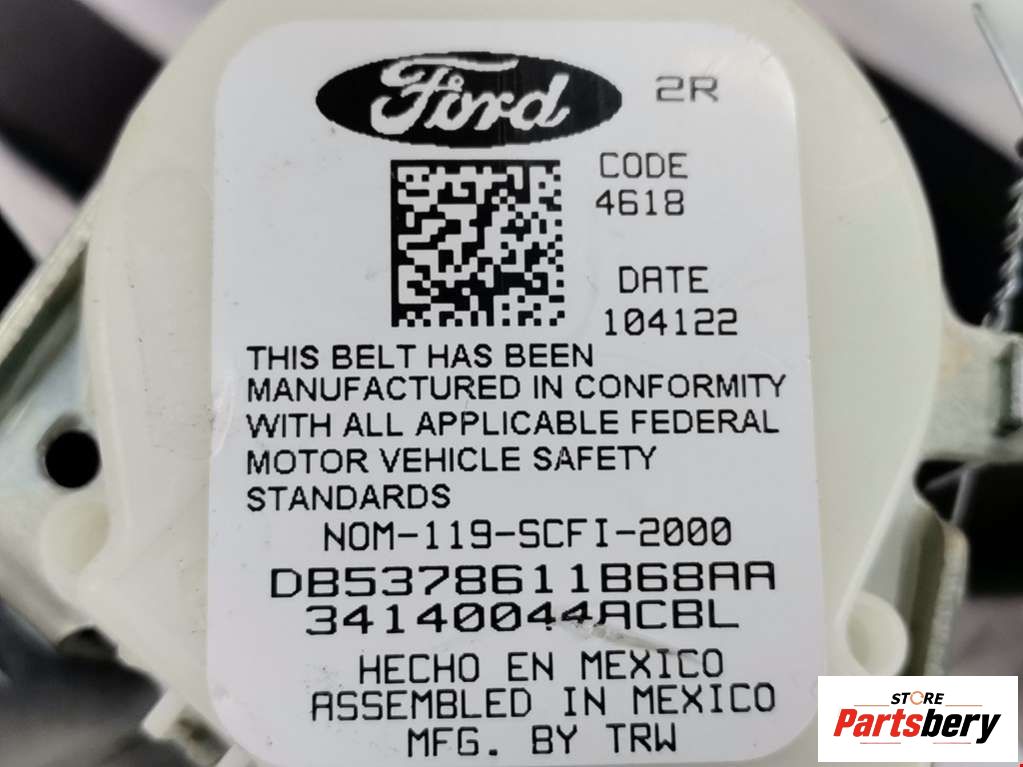 Ford 2R
CODE
4618
DATE
104122
THIS BELT HAS BEEN
MANUFACTURED IN CONFORMITY
WITH ALL APPLICABLE FEDERAL
MOTOR VEHICLE SAFETY
STANDARDS
NOM-119-SCFI-2000
DB5378611B68AA
34140044ACBL
HECHO EN MEXICO
ASSEMBLED IN MEXICO
MFG. BY TRW
STORE
Partsbery